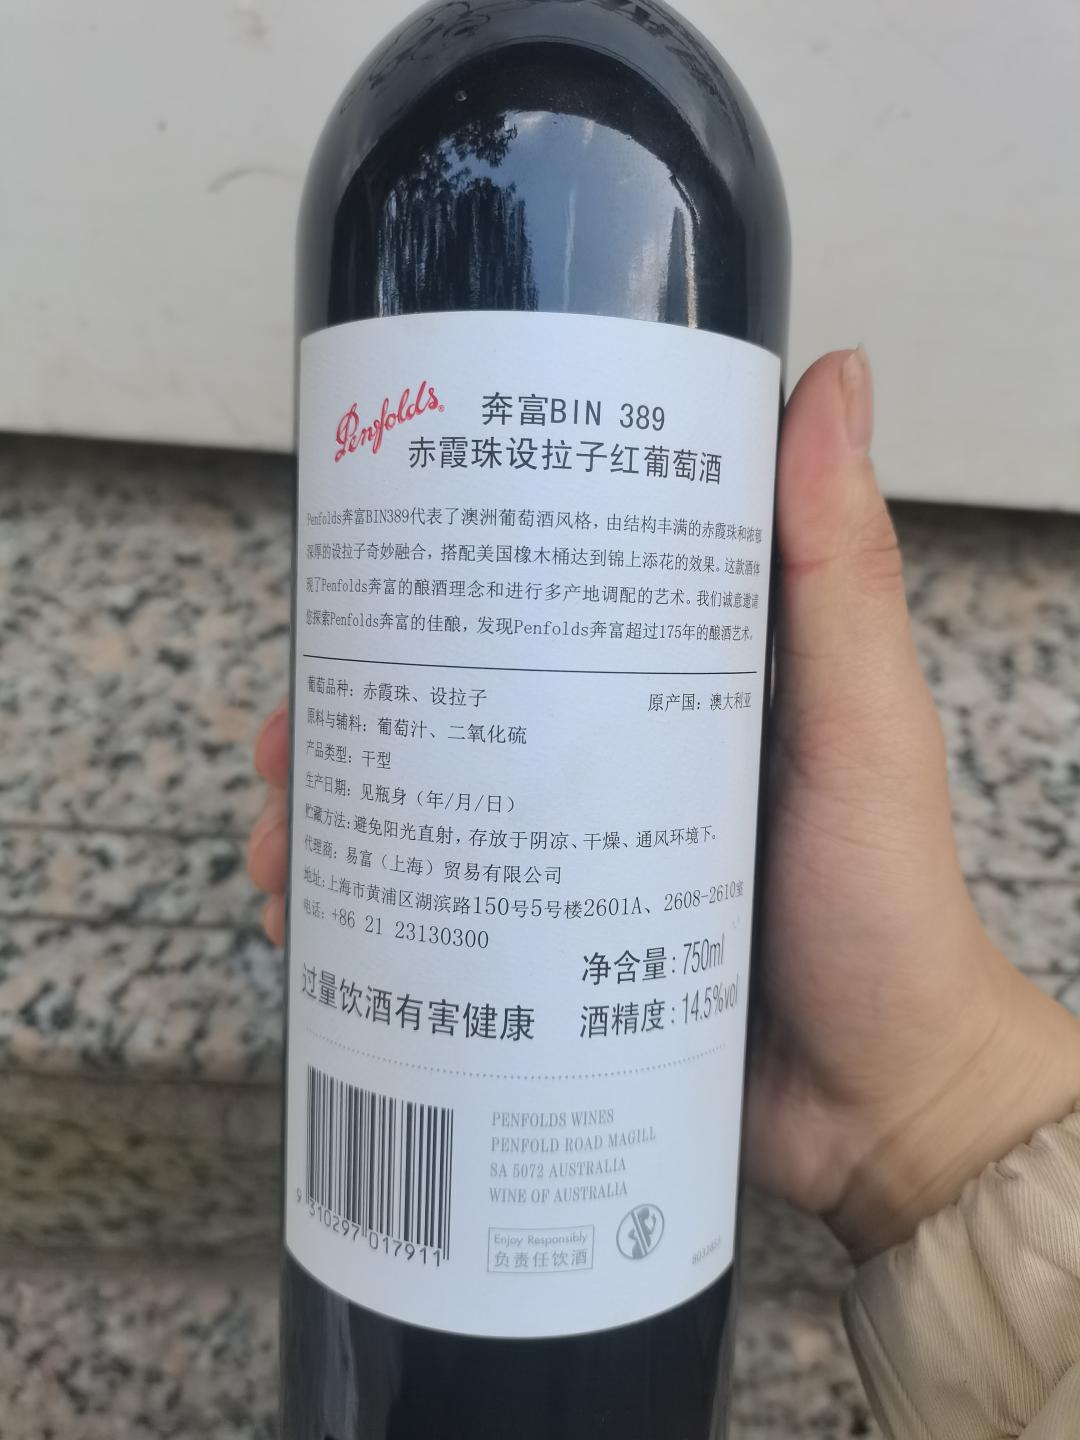 Penfolds®
奔富BIN 389
赤霞珠设拉子红葡萄酒
Penfolds奔富BIN389代表了澳洲葡萄酒风格，由结构丰满的赤霞珠和浓郁
深厚的设拉子奇妙融合，搭配美国橡木桶达到锦上添花的效果。这款酒体
现了Penfolds奔富的酿酒理念和进行多产地调配的艺术。我们诚意邀请
您探索Penfolds奔富的佳酿，发现Penfolds奔富超过175年的酿酒艺术。
葡萄品种：赤霞珠、设拉子 原产国：澳大利亚
原料与辅料：葡萄汁、二氧化硫
产品类型：干型
生产日期：见瓶身（年/月/日）
贮藏方法：避免阳光直射，存放于阴凉、干燥、通风环境下。
代理商：易富（上海）贸易有限公司
地址：上海市黄浦区湖滨路150号5号楼2601A、2608-2610室
电话：+86 21 23130300
净含量：750ml
过量饮酒有害健康 酒精度：14.5%vol
PENFOLDS WINES
PENFOLD ROAD MAGILL
SA 5072 AUSTRALIA
WINE OF AUSTRALIA
9 310297 017911
Enjoy Responsibly
负责任饮酒